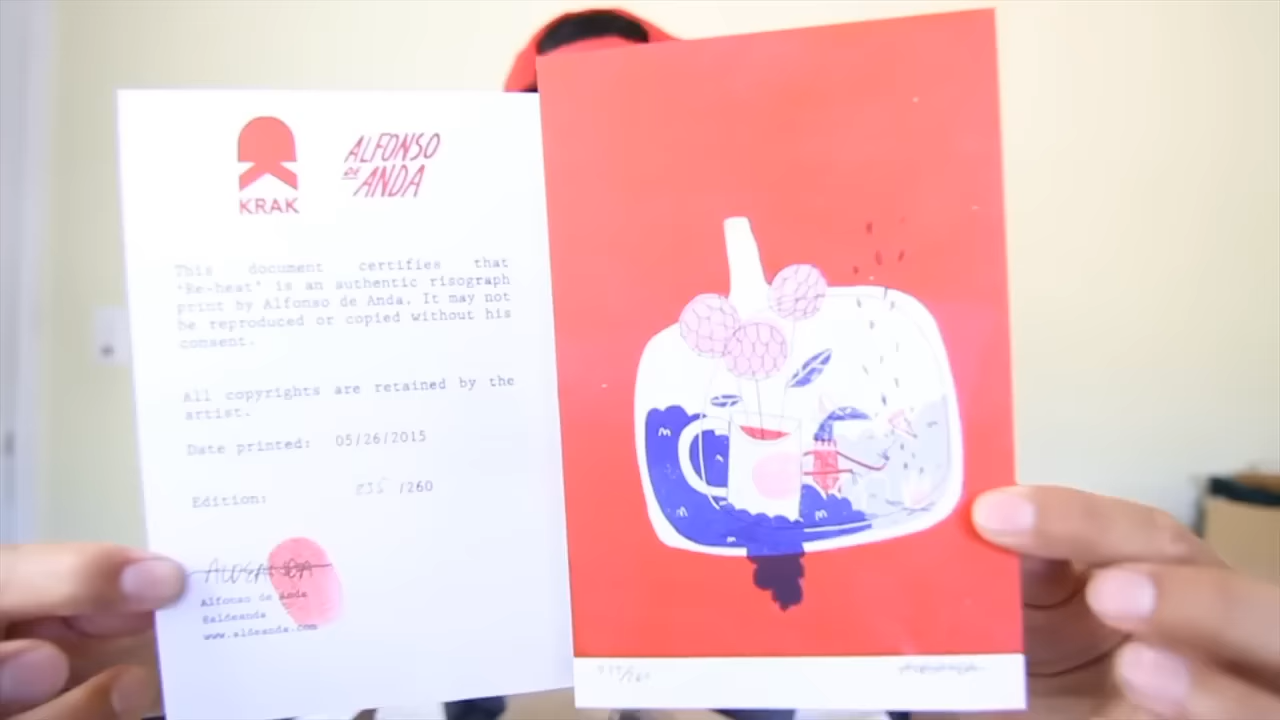 KRAK
ALFONSO
DE ANDA
This document certifies that
'Re-heat' is an authentic risograph
print by Alfonso de Anda. It may not
be reproduced or copied without his
consent.
All copyrights are retained by the
artist.
Date printed: 05/26/2015
Edition: /260
Alfonso de Anda
@aldeanda
www.aldeanda.com
/260